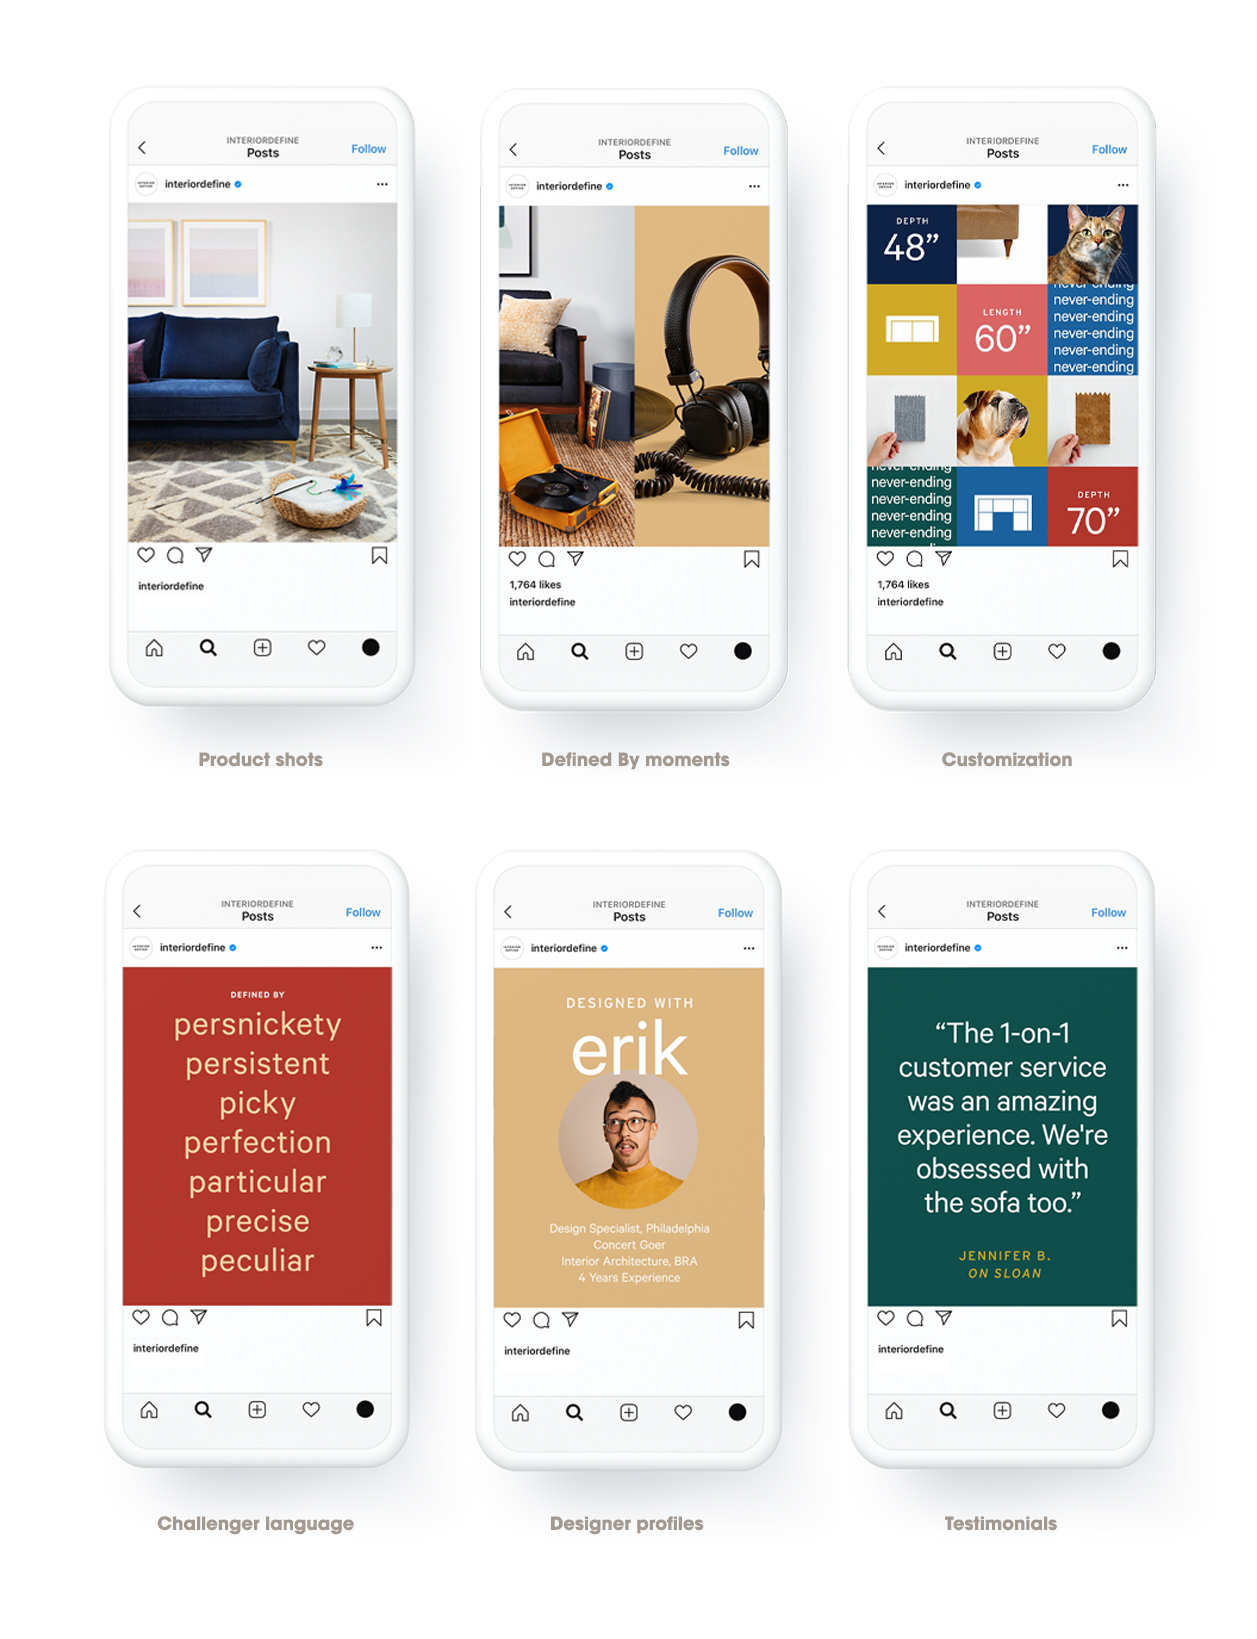 INTERIORDEFINE
Posts
Follow
interiordefine
interiordefine
Product shots
INTERIORDEFINE
Posts
Follow
interiordefine
1,764 likes
interiordefine
Defined By moments
INTERIORDEFINE
Posts
Follow
interiordefine
DEPTH
48”
never-ending
never-ending
never-ending
never-ending
never-ending
never-ending
LENGTH
60”
never-ending
never-ending
never-ending
never-ending
never-ending
DEPTH
70”
1,764 likes
interiordefine
Customization
INTERIORDEFINE
Posts
Follow
interiordefine
DEFINED BY
persnickety
persistent
picky
perfection
particular
precise
peculiar
interiordefine
Challenger language
INTERIORDEFINE
Posts
Follow
interiordefine
DESIGNED WITH
erik
Design Specialist, Philadelphia
Concert Goer
Interior Architecture, BRA
4 Years Experience
interiordefine
Designer profiles
INTERIORDEFINE
Posts
Follow
interiordefine
“The 1-on-1
customer service
was an amazing
experience. We're
obsessed with
the sofa too.”
JENNIFER B.
ON SLOAN
interiordefine
Testimonials